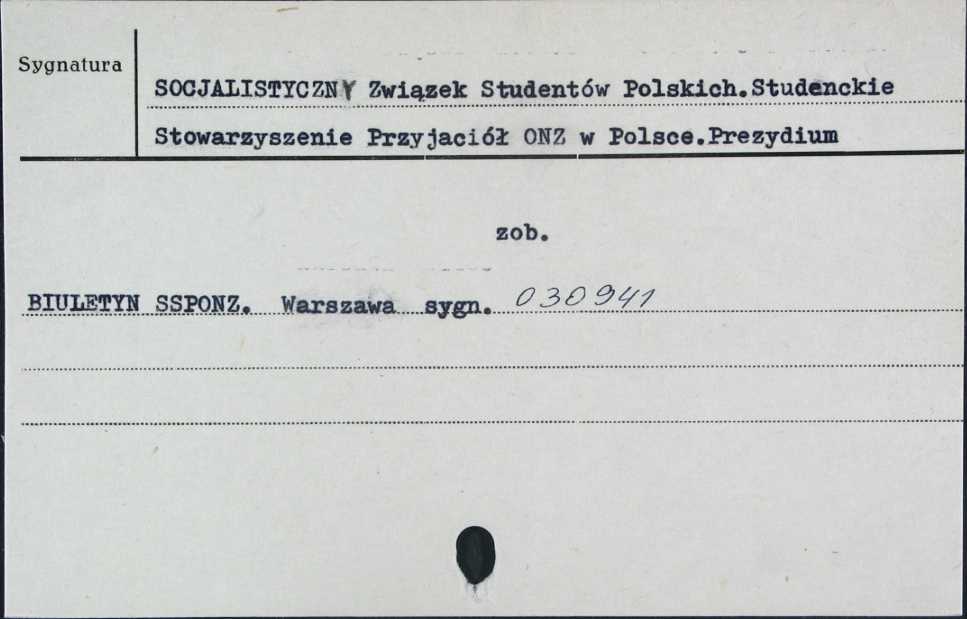 Sygnatura
SOCJALISTYCZNY Związek Studentów Polskich.Studenckie
Stowarzyszenie Przyjaciół ONZ w Polsce.Prezydium
zob.
BIULETYN SSPONZ. Warszawa sygn. 030941